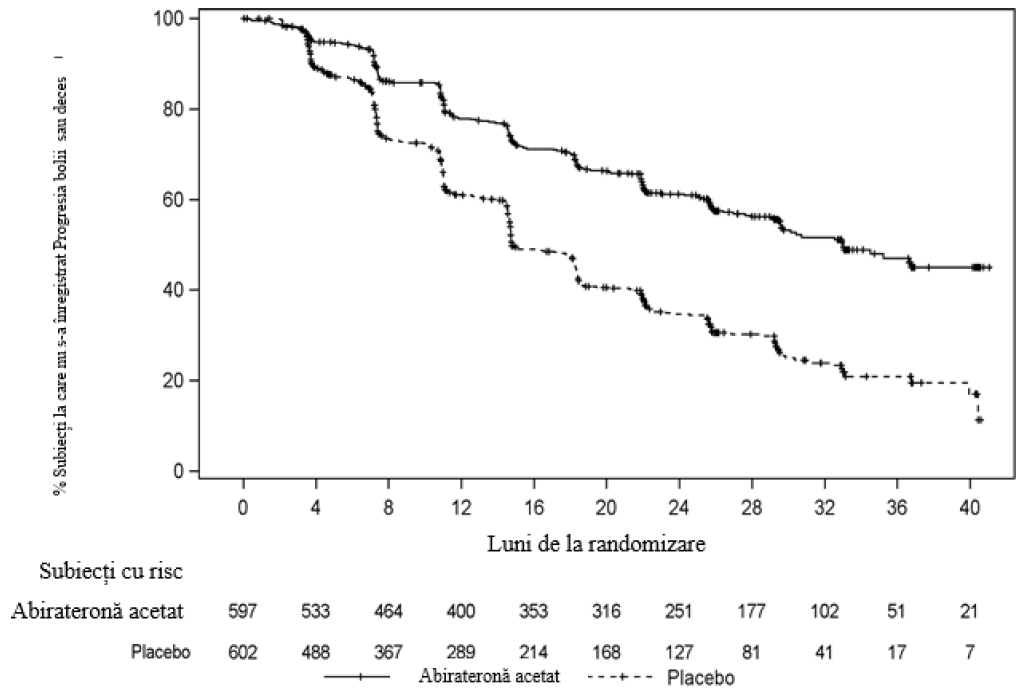 % Subiecți la care nu s-a înregistrat Progresia bolii sau deces
100
80
60
40
20
0
0 4 8 12 16 20 24 28 32 36 40
Luni de la randomizare
Subiecți cu risc
Abirateronă acetat 597 533 464 400 353 316 251 177 102 51 21
Placebo 602 488 367 289 214 168 127 81 41 17 7
Abirateronă acetat Placebo